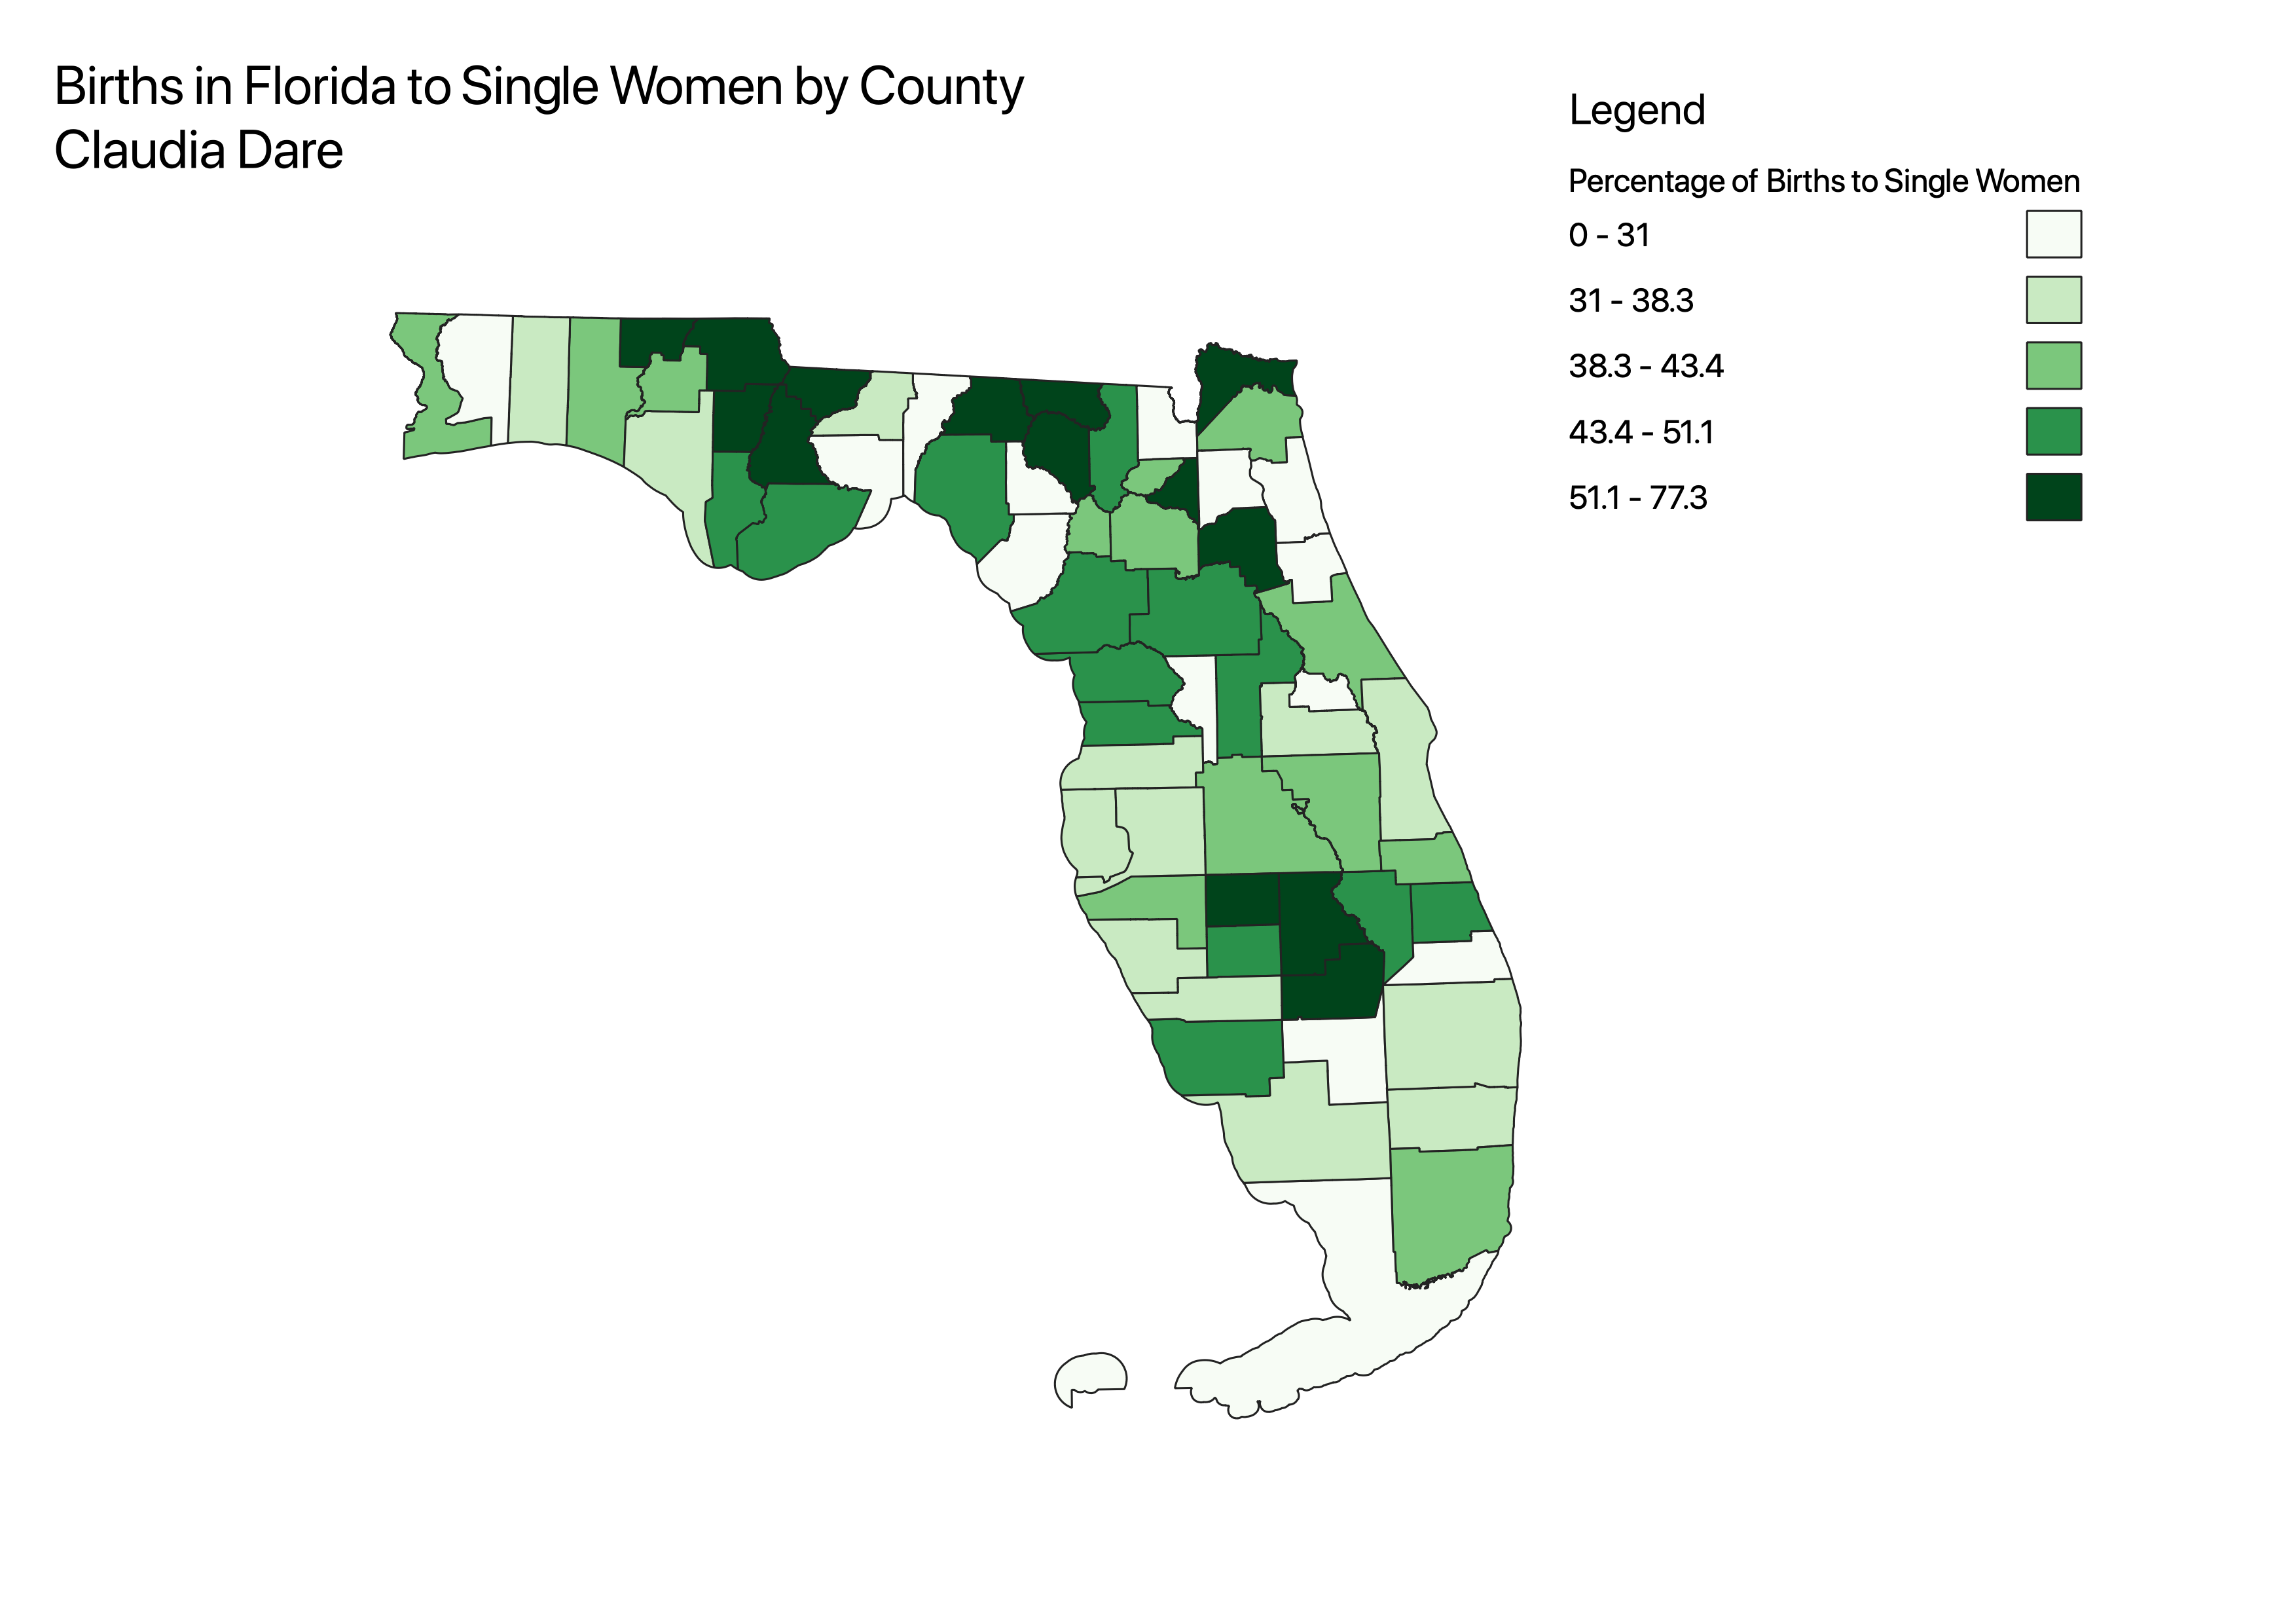 Births in Florida to Single Women by County
Claudia Dare
Legend
Percentage of Births to Single Women
0 - 31
31 - 38.3
38.3 - 43.4
43.4 - 51.1
51.1 - 77.3